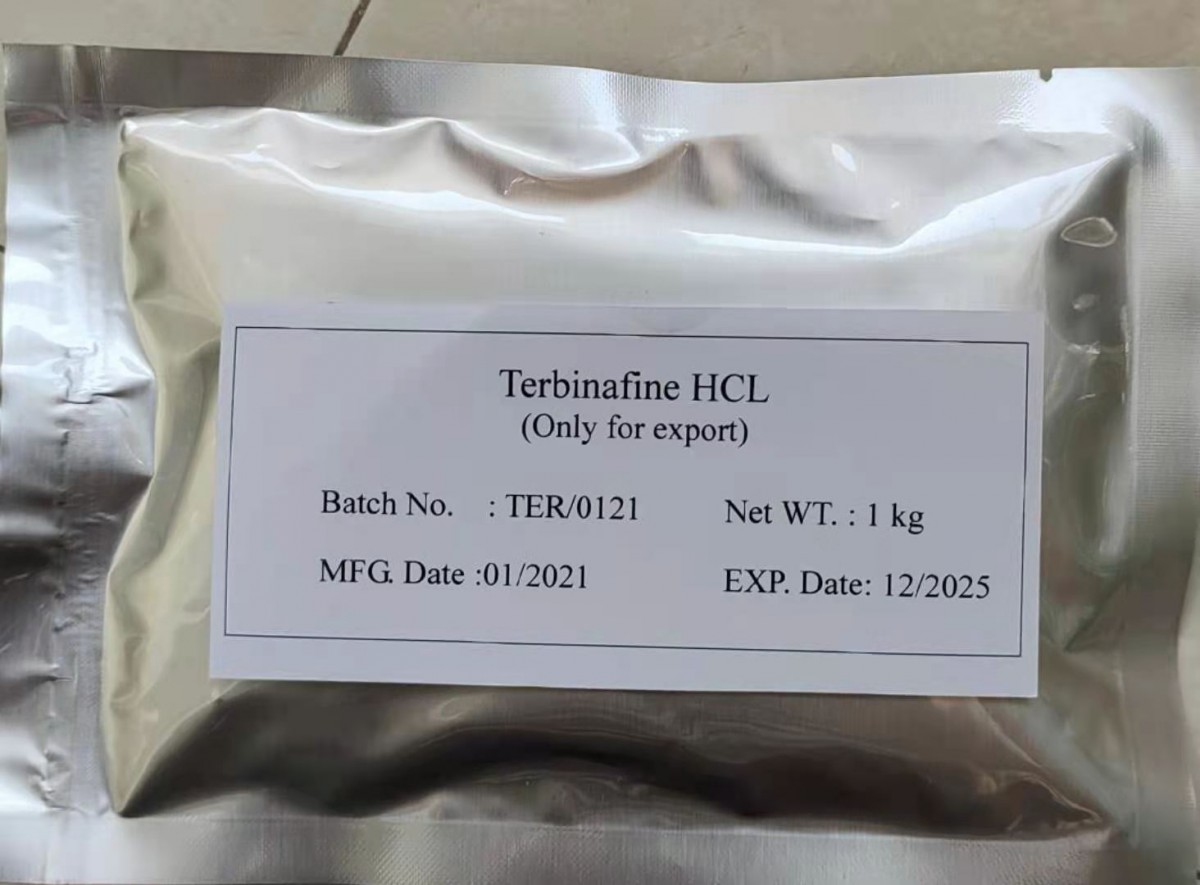 Terbinafine HCL
(Only for export)
Batch No. : TER/0121 Net WT. : 1 kg
MFG. Date :01/2021 EXP. Date: 12/2025